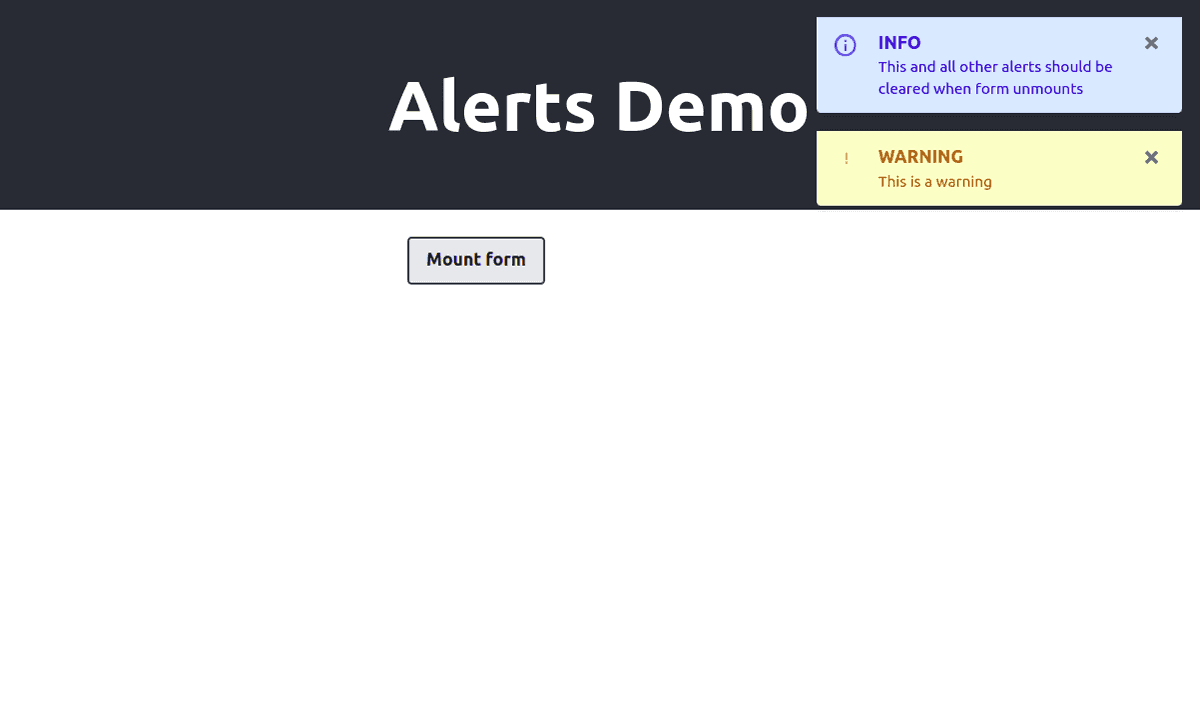 Alerts Demo
INFO
This and all other alerts should be
cleared when form unmounts
WARNING
This is a warning
Mount form